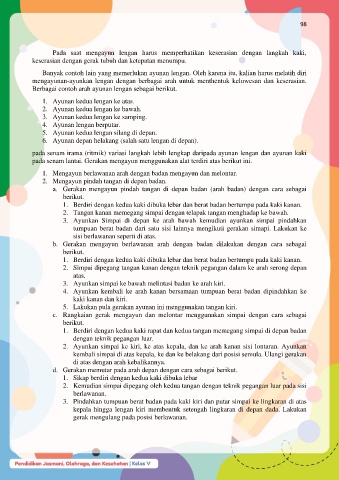 98
Pada saat mengayun lengan harus memperhatikan keserasian dengan langkah kaki,
keserasian dengan gerak tubuh dan ketepatan menumpu.
Banyak contoh lain yang memerlukan ayunan lengan. Oleh karena itu, kalian harus melatih diri
mengayunan-ayunkan lengan dengan berbagai arah untuk membentuk keluwesan dan keserasian.
Berbagai contoh arah ayunan lengan sebagai berikut.
1. Ayunan kedua lengan ke atas.
2. Ayunan kedua lengan ke bawah.
3. Ayunan kedua lengan ke samping.
4. Ayunan lengan berputar.
5. Ayunan kedua lengan silang di depan.
6. Ayunan depan belakang (salah satu lengan di depan).
pada senam irama (ritmik) variasi langkah lebih lengkap daripada ayunan lengan dan ayunan kaki
pada senam lantai. Gerakan mengayun menggunakan alat terdiri atas berikut ini.
1. Mengayun berlawanan arah dengan badan mengayun dan melontar.
2. Mengayun pindah tangan di depan badan.
a. Gerakan mengayun pindah tangan di depan badan (arah badan) dengan cara sebagai
berikut.
1. Berdiri dengan kedua kaki dibuka lebar dan berat badan bertumpu pada kaki kanan.
2. Tangan kanan memegang simpai dengan telapak tangan menghadap ke bawah.
3. Ayunkan Simpai di depan ke arah bawah kemudian ayunkan simpai pindahkan
tumpuan berat badan dari satu sisi lainnya mengikuti gerakan simapi. Lakukan ke
sisi berlawanan seperti di atas.
b. Gerakan mengayun berlawanan arah dengan badan dilakukan dengan cara sebagai
berikut.
1. Berdiri dengan kedua kaki dibuka lebar dan berat badan bertumpu pada kaki kanan.
2. Simpai dipegang tangan kanan dengan teknik pegangan dalam ke arah serong depan
atas.
3. Ayunkan simpai ke bawah melintasi badan ke arah kiri.
4. Ayunkan kembali ke arah kanan bersamaan tumpuan berat badan dipindahkan ke
kaki kanan dan kiri.
5. Lakukan pula gerakan ayunan ini menggunakan tangan kiri.
c. Rangkaian gerak mengayun dan melontar menggunakan simpai dengan cara sebagai
berikut.
1. Berdiri dengan kedua kaki rapat dan kedua tangan memegang simpai di depan badan
dengan teknik pegangan luar.
2. Ayunkan simpai ke kiri, ke atas kepala, dan ke arah kanan sisi lontaran. Ayunkan
kembali simpai di atas kepala, ke dan ke belakang dari posisi semula. Ulangi gerakan
di atas dengan arah kebalikannya.
d. Gerakan memutar pada arah depan dengan cara sebagai berikut.
1. Sikap berdiri dengan kedua kaki dibuka lebar
2. Kemudian simpai dipegang oleh kedua tangan dengan teknik pegangan luar pada sisi
berlawanan.
3. Pindahkan tumpuan berat badan pada kaki kiri dan putar simpai ke lingkaran di atas
kepala hingga lengan kiri membentuk setengah lingkaran di depan dada. Lakukan
gerak mengulang pada posisi berlawanan.
Pendidikan Jasmani, Olahraga, dan Kesehatan | Kelas V